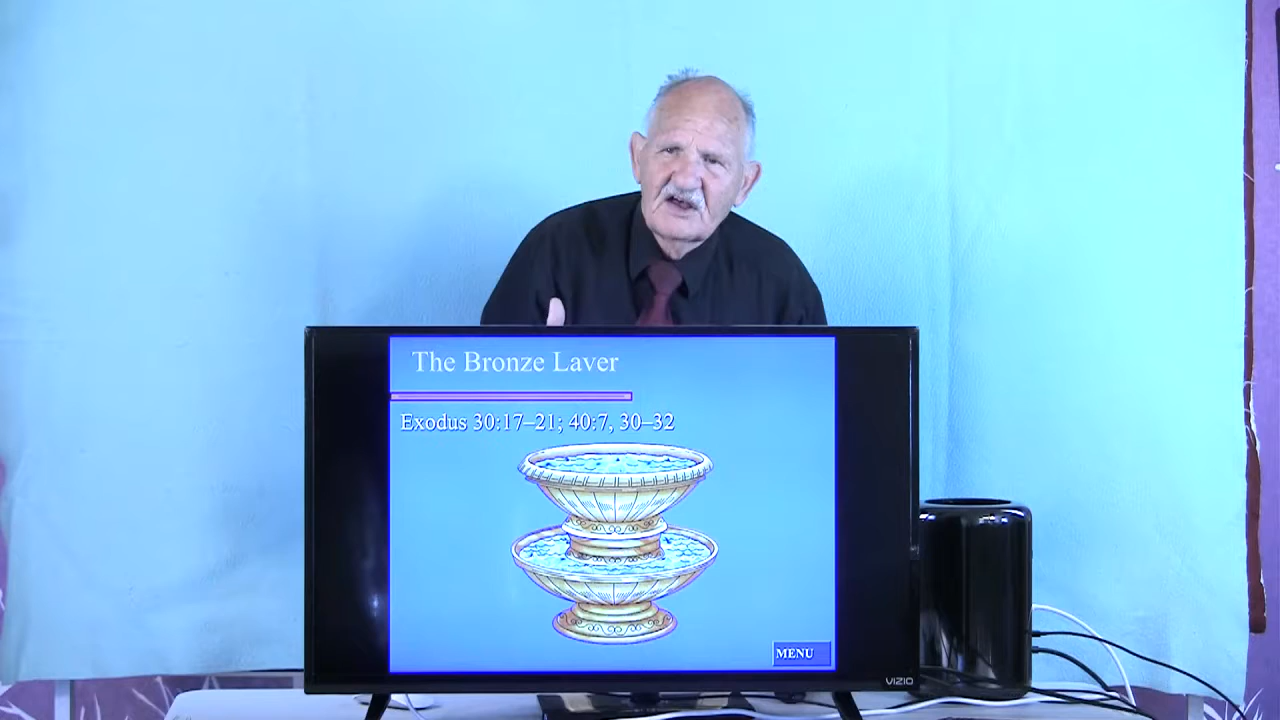 The Bronze Laver
Exodus 30:17–21; 40:7, 30–32
MENU
VIZIO